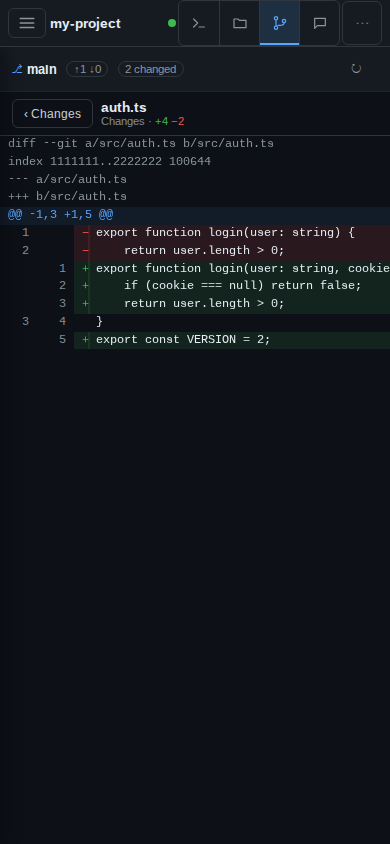 my-project
main ↑1 ↓0 2 changed
‹ Changes
auth.ts
Changes · +4 −2
diff --git a/src/auth.ts b/src/auth.ts
index 1111111..2222222 100644
--- a/src/auth.ts
+++ b/src/auth.ts
@@ -1,3 +1,5 @@
1 − export function login(user: string) {
2 −     return user.length > 0;
1 + export function login(user: string, cookie
2 +     if (cookie === null) return false;
3 +     return user.length > 0;
3 4 }
5 + export const VERSION = 2;